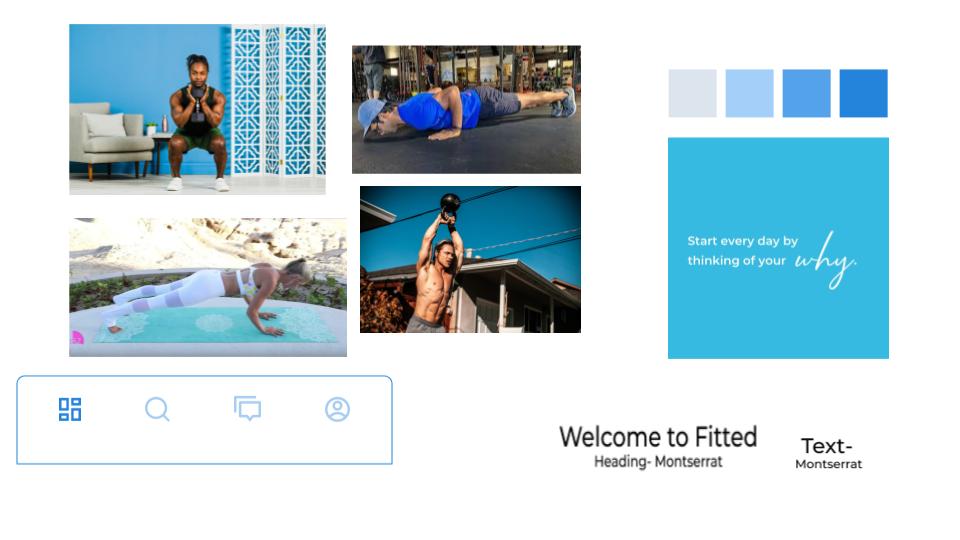 Start every day by
thinking of your why.
Welcome to Fitted
Heading- Montserrat
Text-
Montserrat